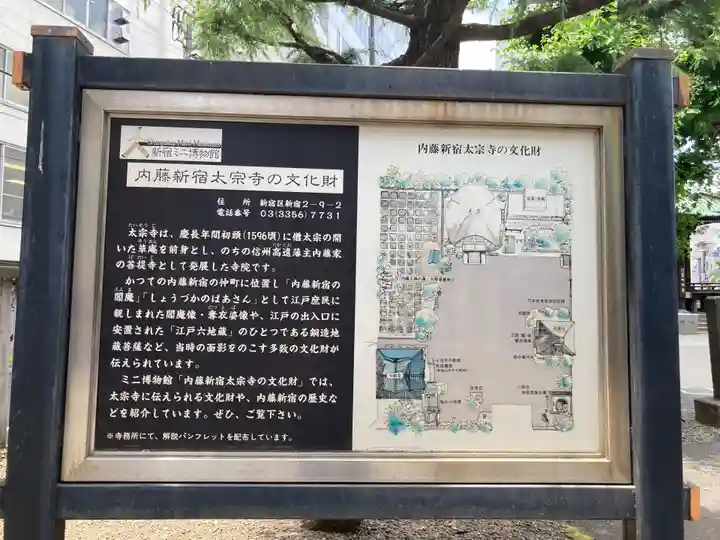 新宿ミニ博物館
内藤新宿太宗寺の文化財
住 所 新宿区新宿2-9-2
電話番号 03(3356)7731
太宗寺は、慶長年間初頭(1596頃)に僧太宗の開
いた草庵を前身とし、のちの信州高遠藩主内藤家
の菩提寺として発展した寺院です。
かつての内藤新宿の仲町に位置し「内藤新宿の
閻魔」「しょうづかのばあさん」として江戸庶民に
親しまれた閻魔像・奪衣婆像や、江戸の出入口に
安置された「江戸六地蔵」のひとつである銅造地
蔵菩薩など、当時の面影をのこす多数の文化財が
伝えられています。
ミニ博物館「内藤新宿太宗寺の文化財」では、
太宗寺に伝えられる文化財や、内藤新宿の歴史な
どを紹介しています。ぜひ、ご覧下さい。
※寺務所にて、解説パンフレットを配布しています。
内藤新宿太宗寺の文化財